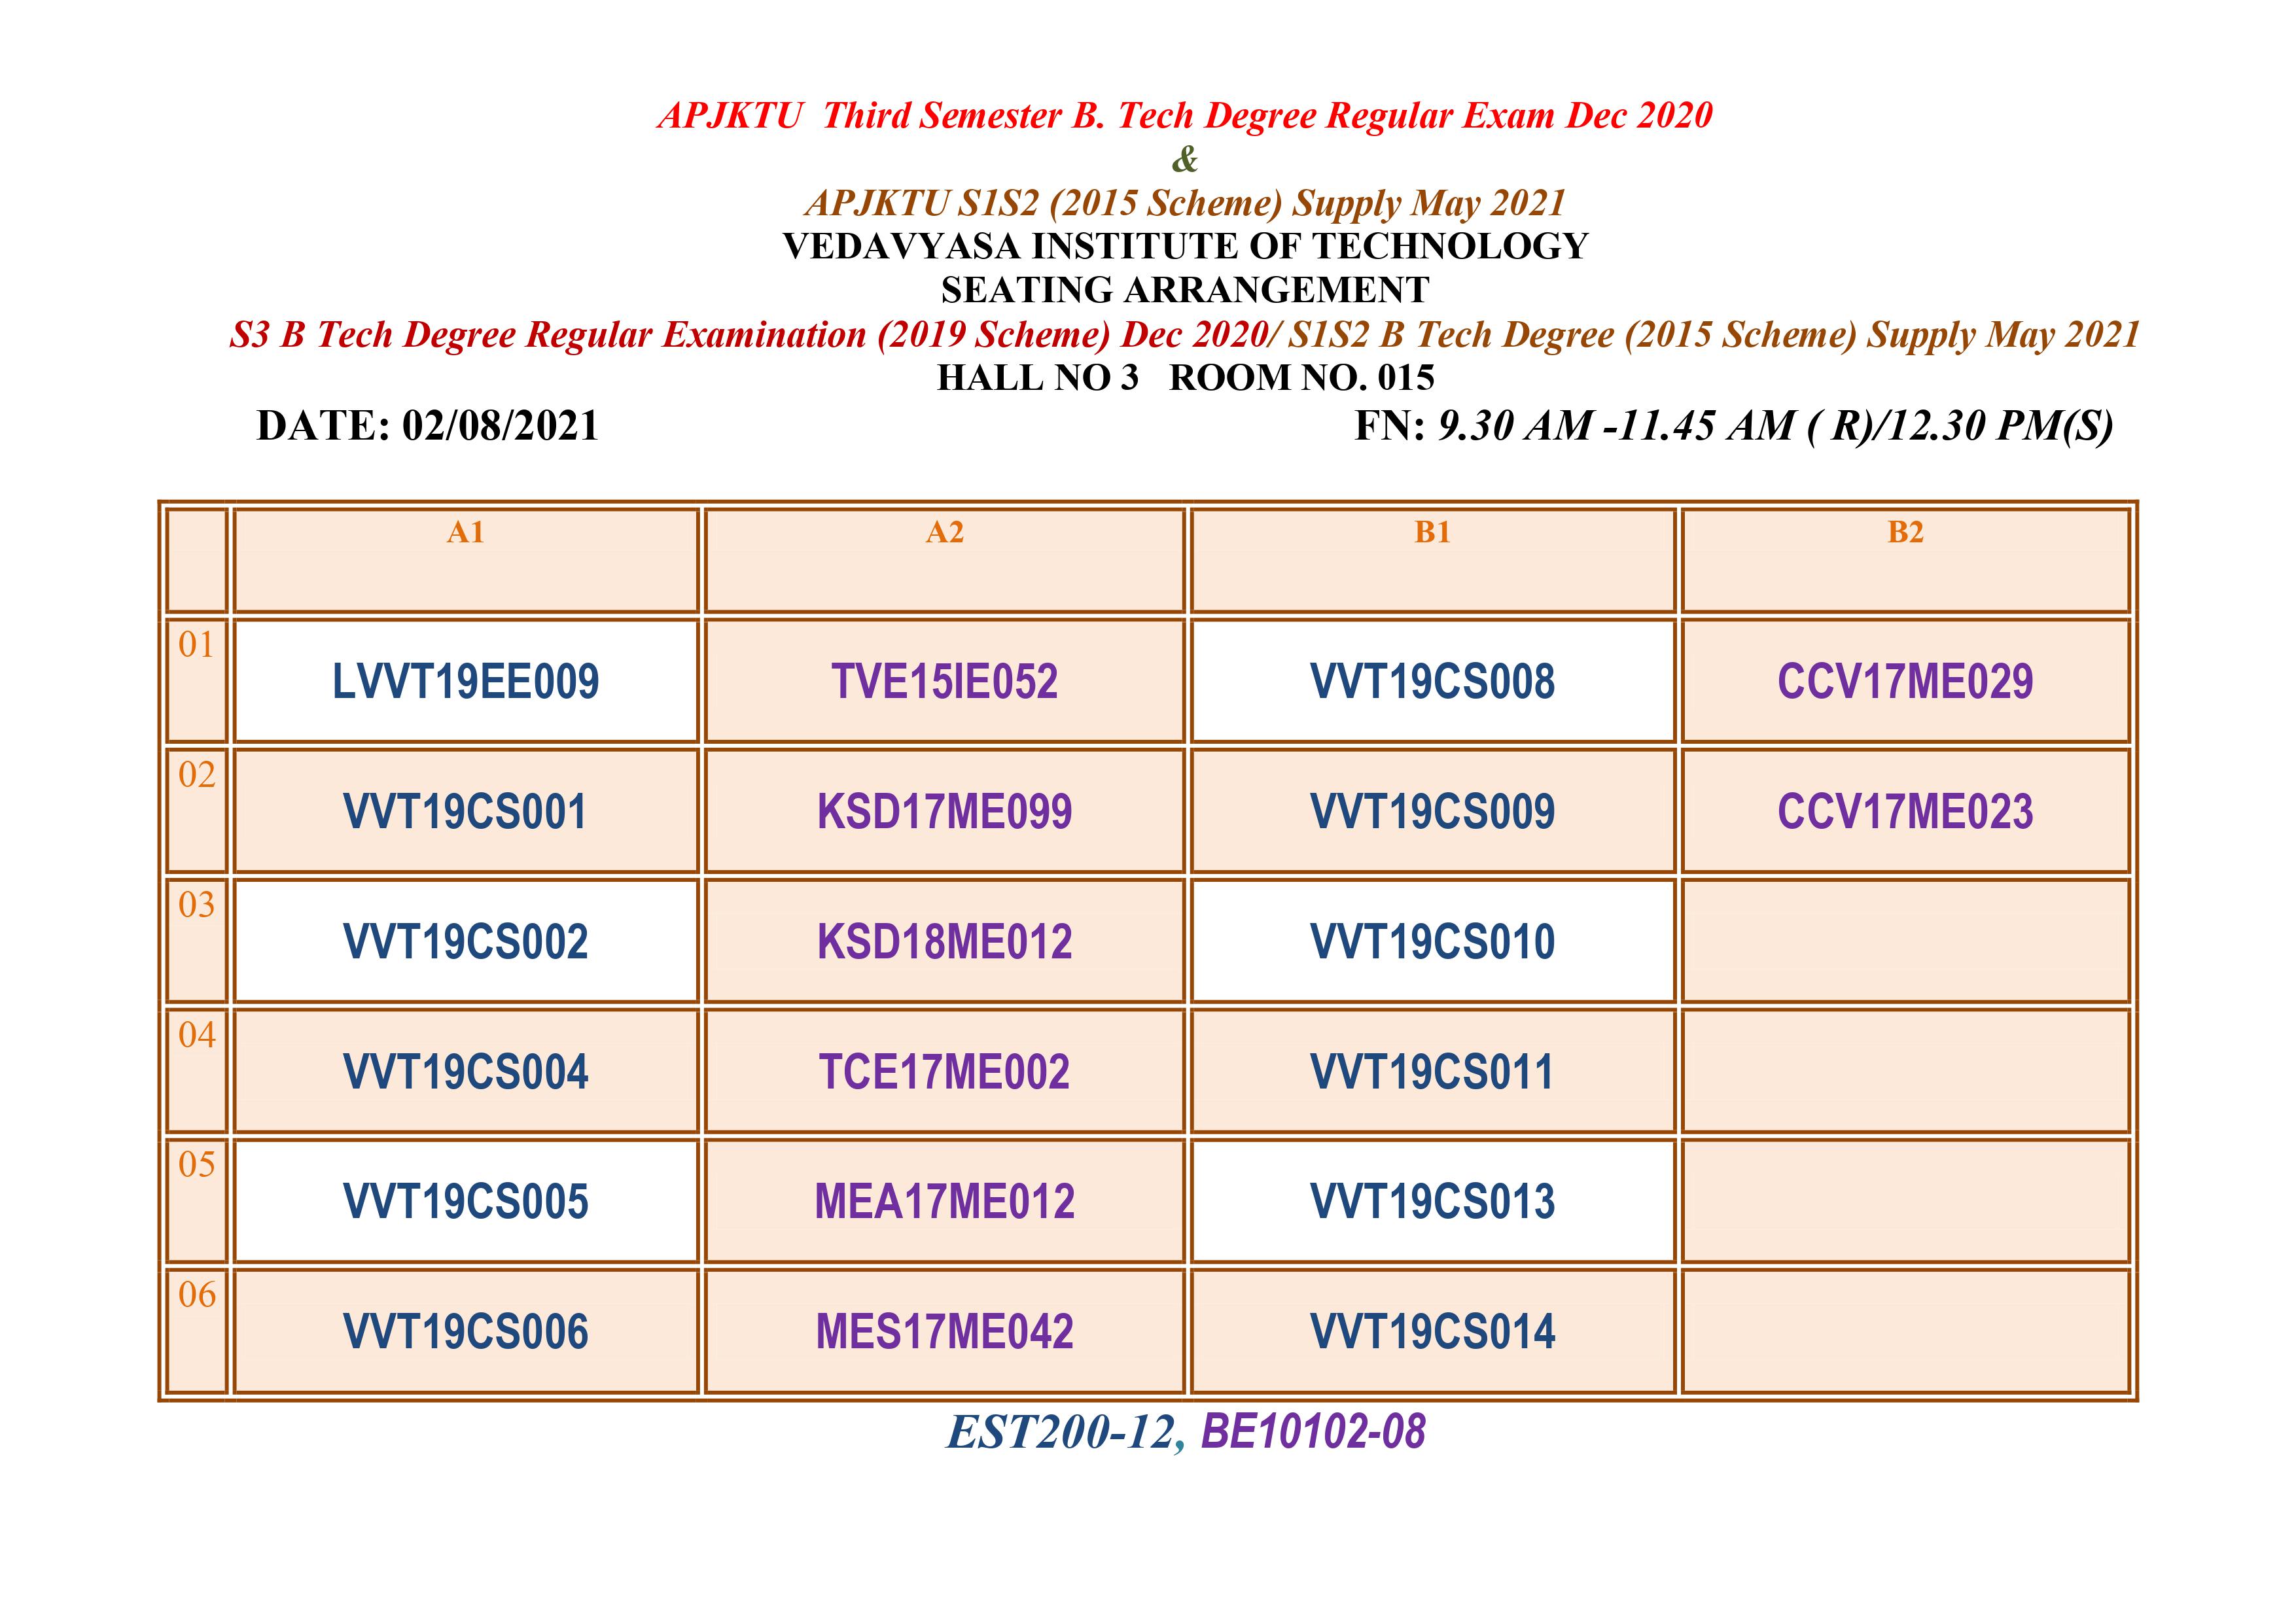 APJKTU  Third Semester B. Tech Degree Regular Exam Dec 2020
&
APJKTU S1S2 (2015 Scheme) Supply May 2021
VEDAVYASA INSTITUTE OF TECHNOLOGY
SEATING ARRANGEMENT
S3 B Tech Degree Regular Examination (2019 Scheme) Dec 2020/ S1S2 B Tech Degree (2015 Scheme) Supply May 2021
HALL NO 3   ROOM NO. 015
DATE: 02/08/2021 FN: 9.30 AM -11.45 AM ( R)/12.30 PM(S)
A1 A2 B1 B2
01 LVVT19EE009 TVE15IE052 VVT19CS008 CCV17ME029
02 VVT19CS001 KSD17ME099 VVT19CS009 CCV17ME023
03 VVT19CS002 KSD18ME012 VVT19CS010
04 VVT19CS004 TCE17ME002 VVT19CS011
05 VVT19CS005 MEA17ME012 VVT19CS013
06 VVT19CS006 MES17ME042 VVT19CS014
EST200-12, BE10102-08